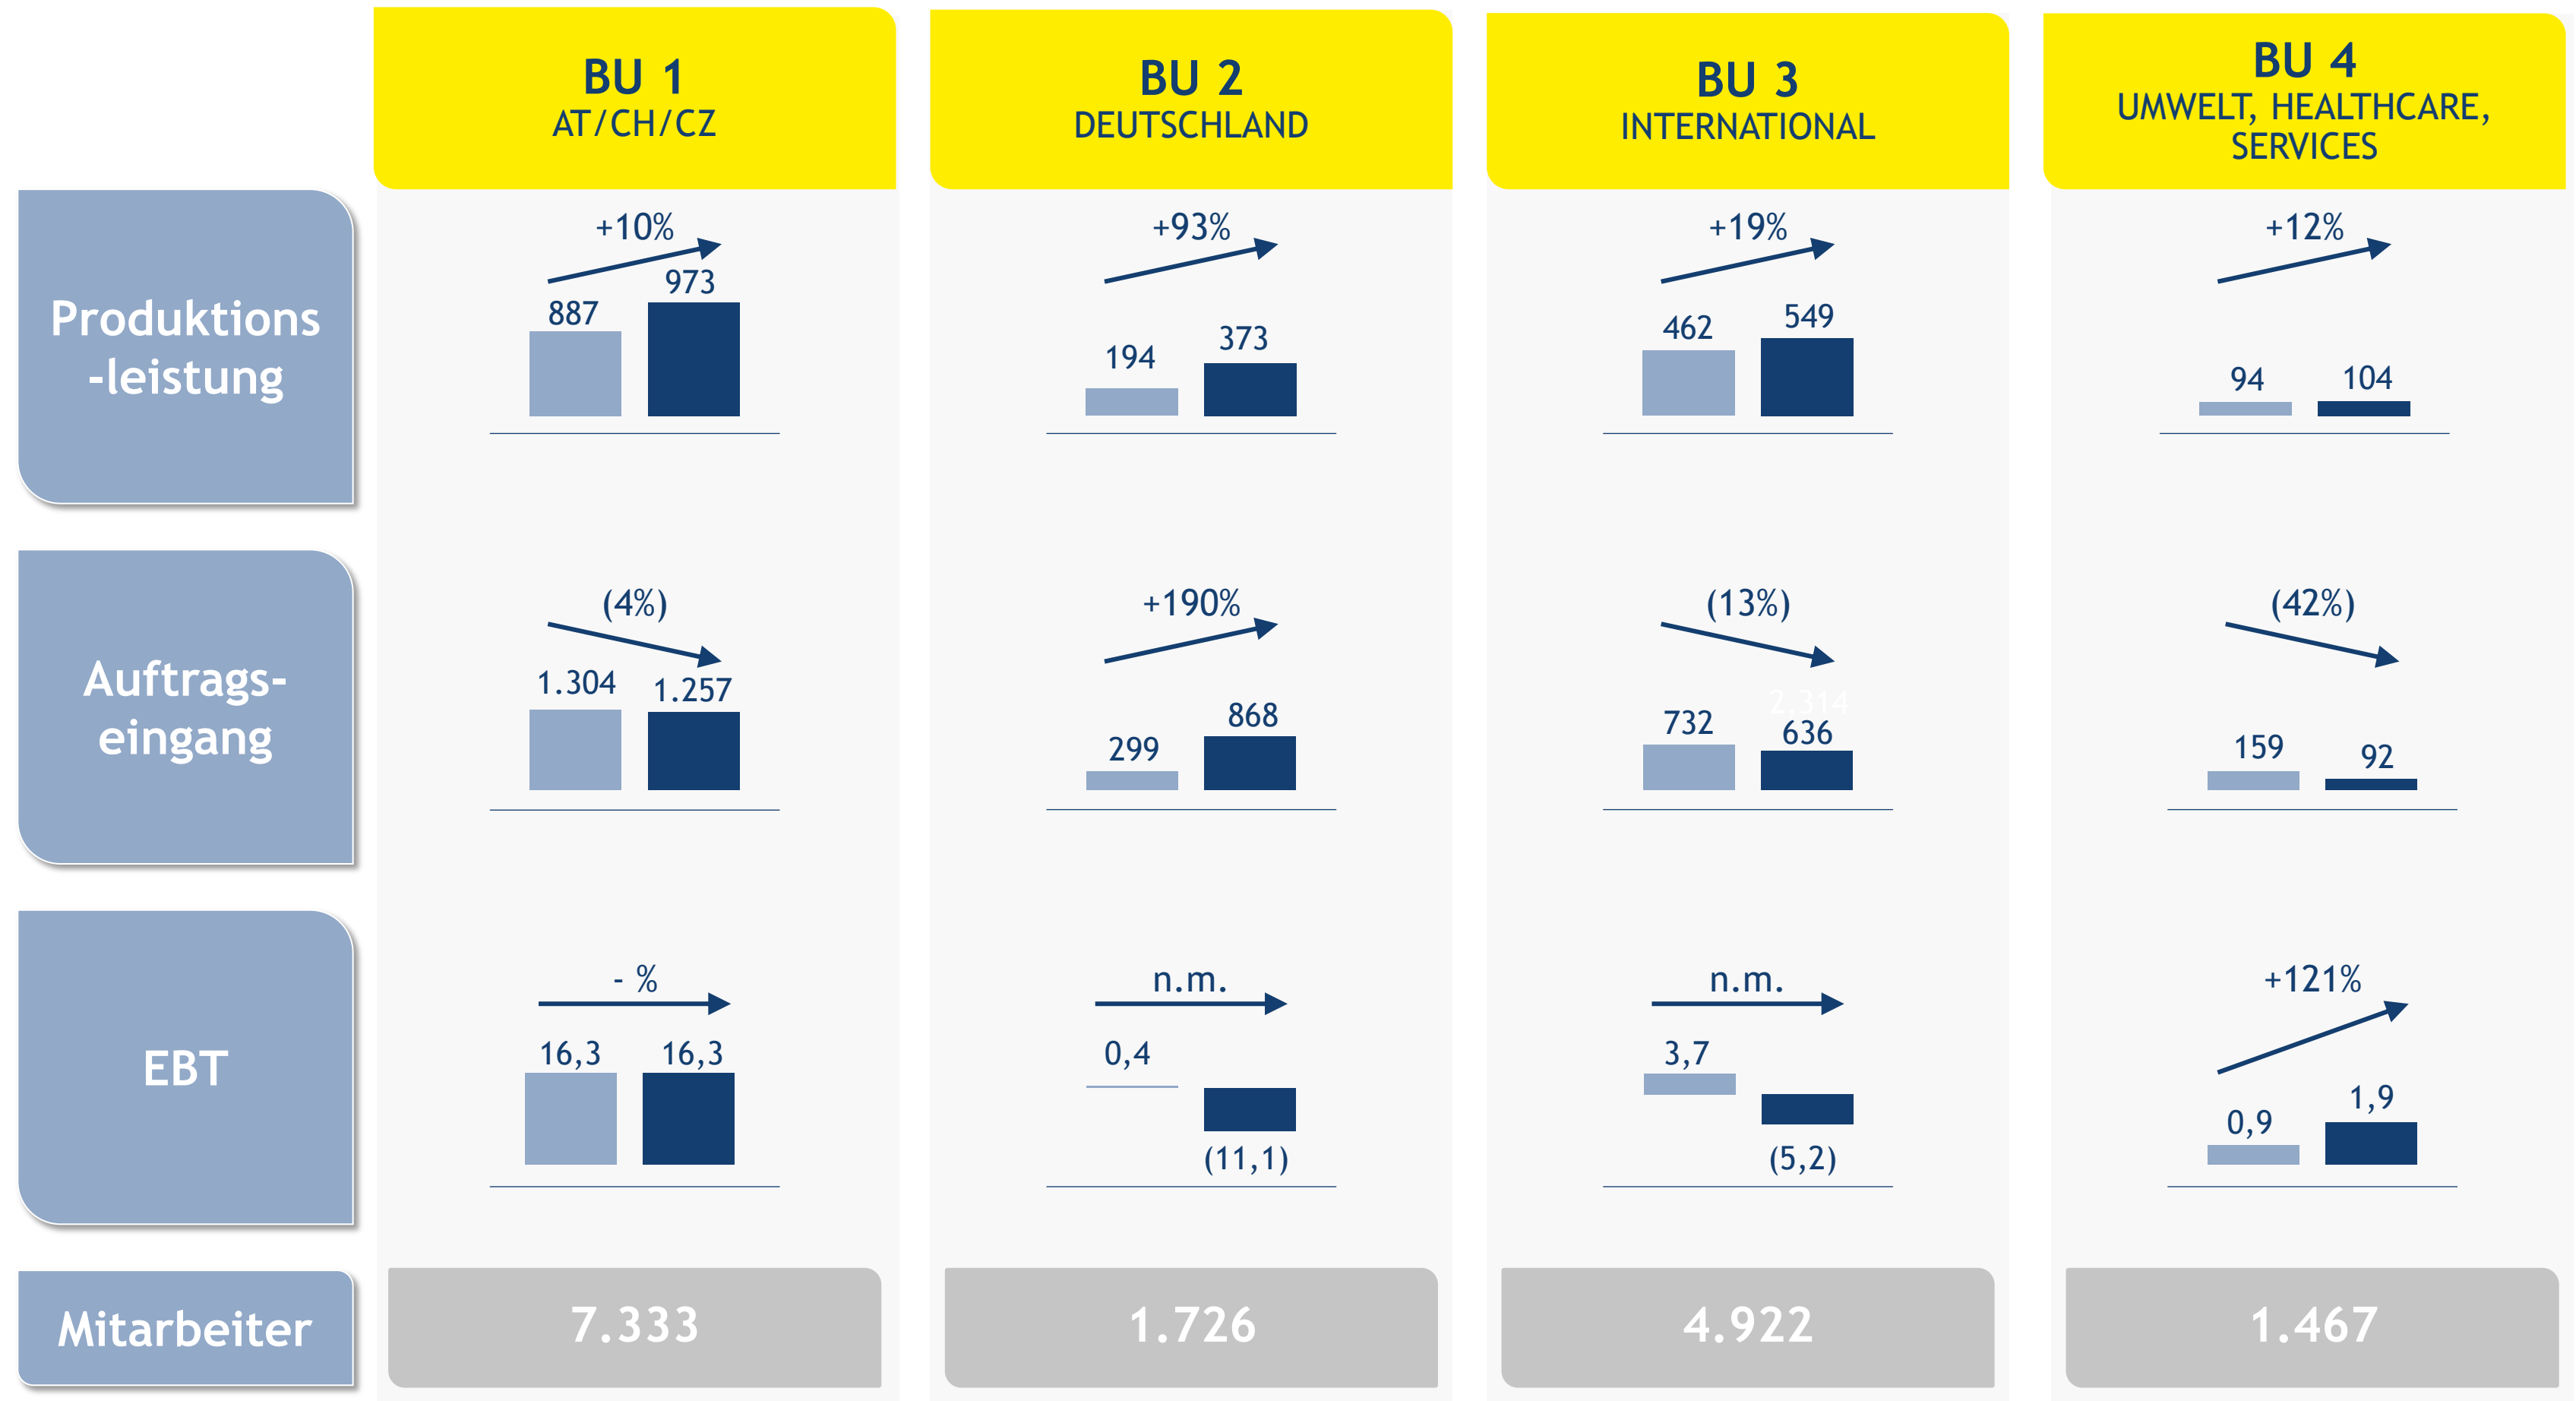 BU 1
AT/CH/CZ
BU 2
DEUTSCHLAND
BU 3
INTERNATIONAL
BU 4
UMWELT, HEALTHCARE,
SERVICES
Produktions
-leistung
+10%
887
973
+93%
194
373
+19%
462
549
+12%
94
104
Auftrags-
eingang
(4%)
1.304
1.257
+190%
299
868
(13%)
732
2.314
636
(42%)
159
92
EBT
- %
16,3
16,3
n.m.
0,4
(11,1)
n.m.
3,7
(5,2)
+121%
0,9
1,9
Mitarbeiter
7.333
1.726
4.922
1.467